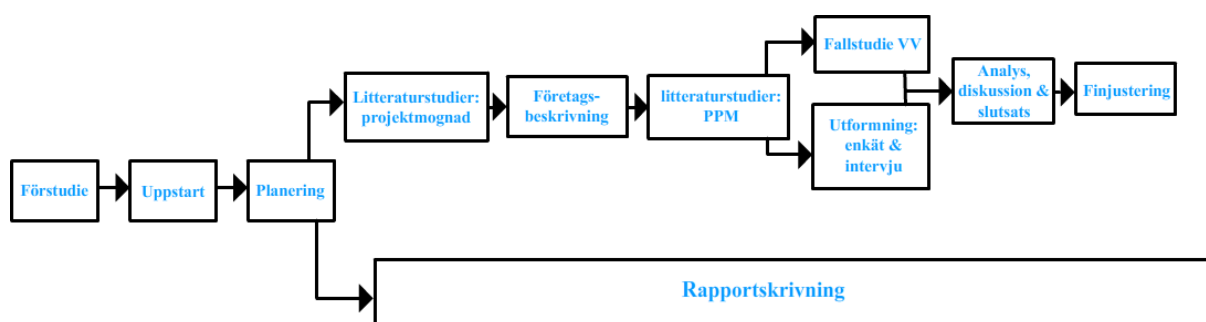 Förstudie
Uppstart
Planering
Litteraturstudier:
projektmognad
Företags-
beskrivning
litteraturstudier:
PPM
Fallstudie VV
Utformning:
enkät &
intervju
Analys,
diskussion &
slutsats
Finjustering
Rapportskrivning